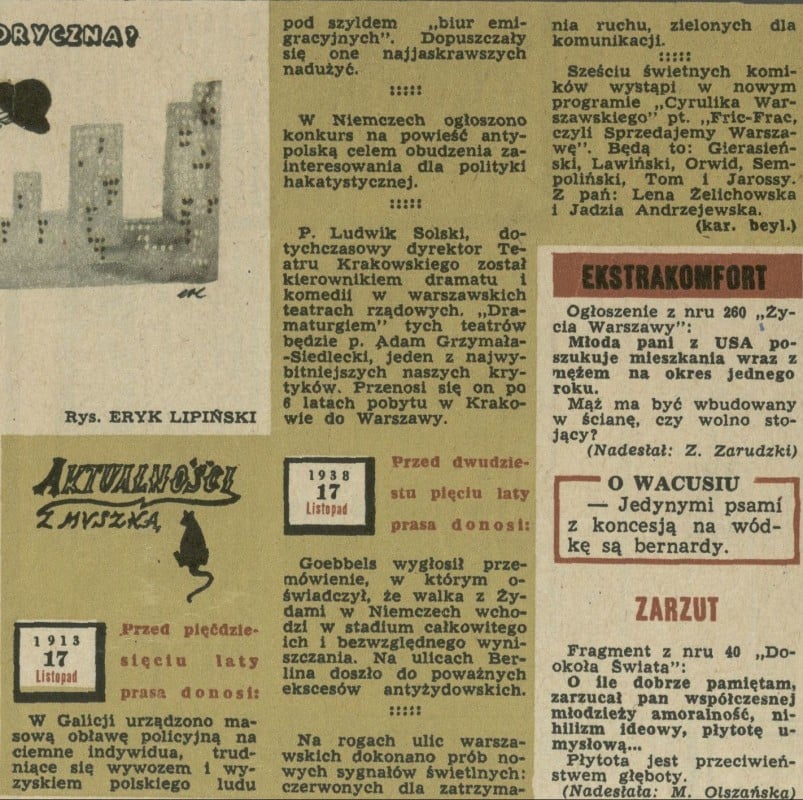 ORYCZNA?
Rys. ERYK LIPIŃSKI
AKTUALNOŚCI
Z MYSZKĄ
1913
17
Listopad
Przed pięćdzie-
sięciu laty
prasa donosi:
W Galicji urządzono ma-
sową obławę policyjną na
ciemne indywidua, trud-
niące się wywozem i wy-
zyskiem polskiego ludu
pod szyldem „biur emi-
gracyjnych”. Dopuszczały
się one najjaskrawszych
nadużyć.
W Niemczech ogłoszono
konkurs na powieść anty-
polską celem obudzenia za-
interesowania dla polityki
hakatystycznej.
P. Ludwik Solski, do-
tychczasowy dyrektor Te-
atru Krakowskiego został
kierownikiem dramatu i
komedii w warszawskich
teatrach rządowych. „Dra-
maturgiem” tych teatrów
będzie p. Adam Grzymała-
-Siedlecki, jeden z najwy-
bitniejszych naszych kry-
tyków. Przenosi się on po
6 latach pobytu w Krako-
wie do Warszawy.
1938
17
Listopad
Przed dwudzie-
stu pięciu laty
prasa donosi:
Goebbels wygłosił prze-
mówienie, w którym o-
świadczył, że walka z Ży-
dami w Niemczech wcho-
dzi w stadium całkowitego
ich i bezwzględnego wyni-
szczania. Na ulicach Ber-
lina doszło do poważnych
ekscesów antyżydowskich.
Na rogach ulic warsza-
wskich dokonano prób no-
wych sygnałów świetlnych:
czerwonych dla zatrzyma-
nia ruchu, zielonych dla
komunikacji.
Sześciu świetnych komi-
ków wystąpi w nowym
programie „Cyrulika War-
szawskiego” pt. „Fric-Frac,
czyli Sprzedajemy Warsza-
wę”. Będą to: Gierasień-
ski, Lawiński, Orwid, Sem-
poliński, Tom i Jarossy.
Z pań: Lena Żelichowska
i Jadzia Andrzejewska.
(kar. beyl.)
EKSTRAKOMFORT
Ogłoszenie z nru 260 „Ży-
cia Warszawy”:
Młoda pani z USA po-
szukuje mieszkania wraz z
mężem na okres jednego
roku.
Mąż ma być wbudowany
w ścianę, czy wolno sto-
jący?
(Nadesłał: Z. Zarudzki)
O WACUSIU
— Jedynymi psami
z koncesją na wód-
kę są bernardy.
ZARZUT
Fragment z nru 40 „Do-
okoła Świata”:
O ile dobrze pamiętam,
zarzucał pan współczesnej
młodzieży amoralność, ni-
hilizm ideowy, płytotę u-
mysłową...
Płytota jest przeciwień-
stwem głęboty.
(Nadesłała: M. Olszańska)